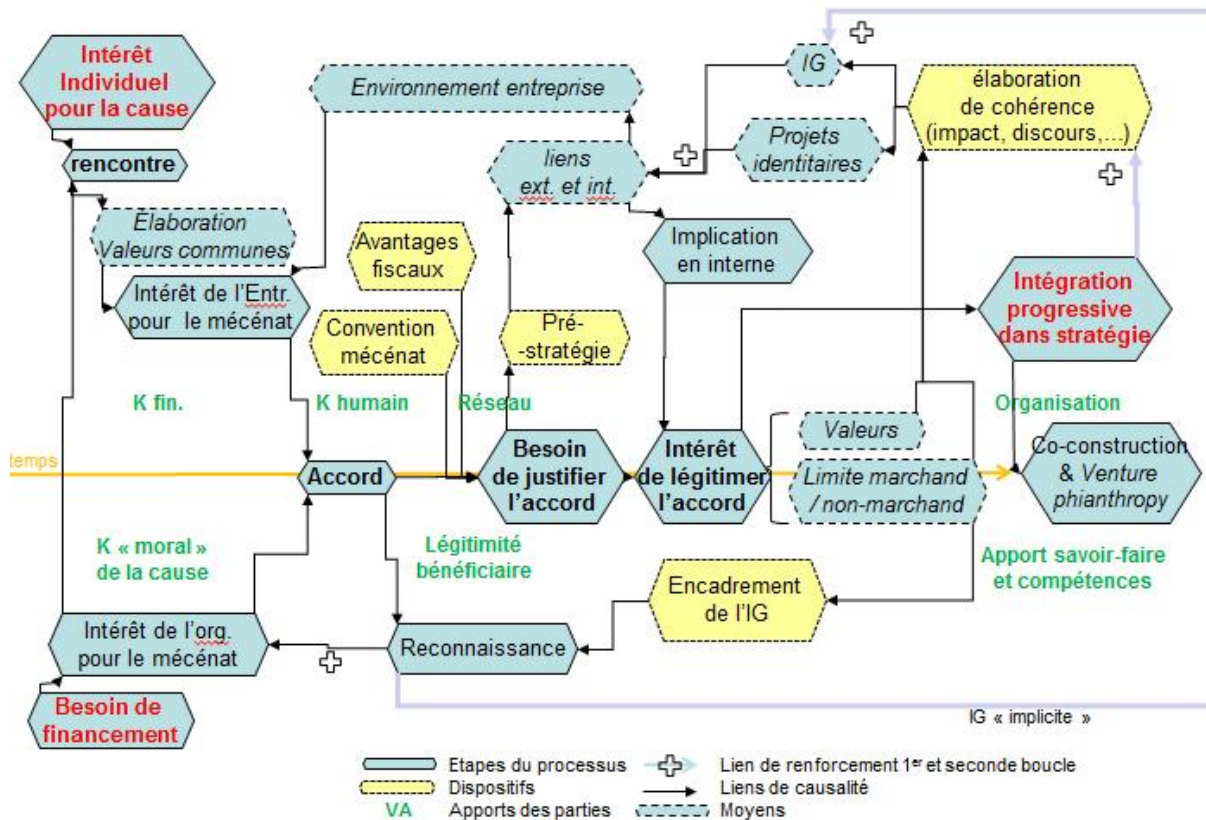 Intérêt
Individuel
pour la cause
rencontre
Élaboration
Valeurs communes
Intérêt de l'Entr.
pour le mécénat
Environnement entreprise
IG
Projets
identitaires
élaboration
de cohérence
(impact, discours,...)
liens
ext. et int.
Avantages
fiscaux
Convention
mécénat
Pré-
-stratégie
Implication
en interne
Intégration
progressive
dans stratégie
K fin.
K humain
Réseau
Organisation
temps
Accord
Besoin
de justifier
l'accord
Intérêt
de légitimer
l'accord
Valeurs
Limite marchand
/ non-marchand
Co-construction
& Venture
phianthropy
K « moral »
de la cause
Légitimité
bénéficiaire
Apport savoir-faire
et compétences
Encadrement
de l'IG
Intérêt de l'org.
pour le mécénat
Reconnaissance
Besoin de
financement
IG « implicite »
Etapes du processus
Lien de renforcement 1er et seconde boucle
Dispositifs
Liens de causalité
VA Apports des parties
Moyens